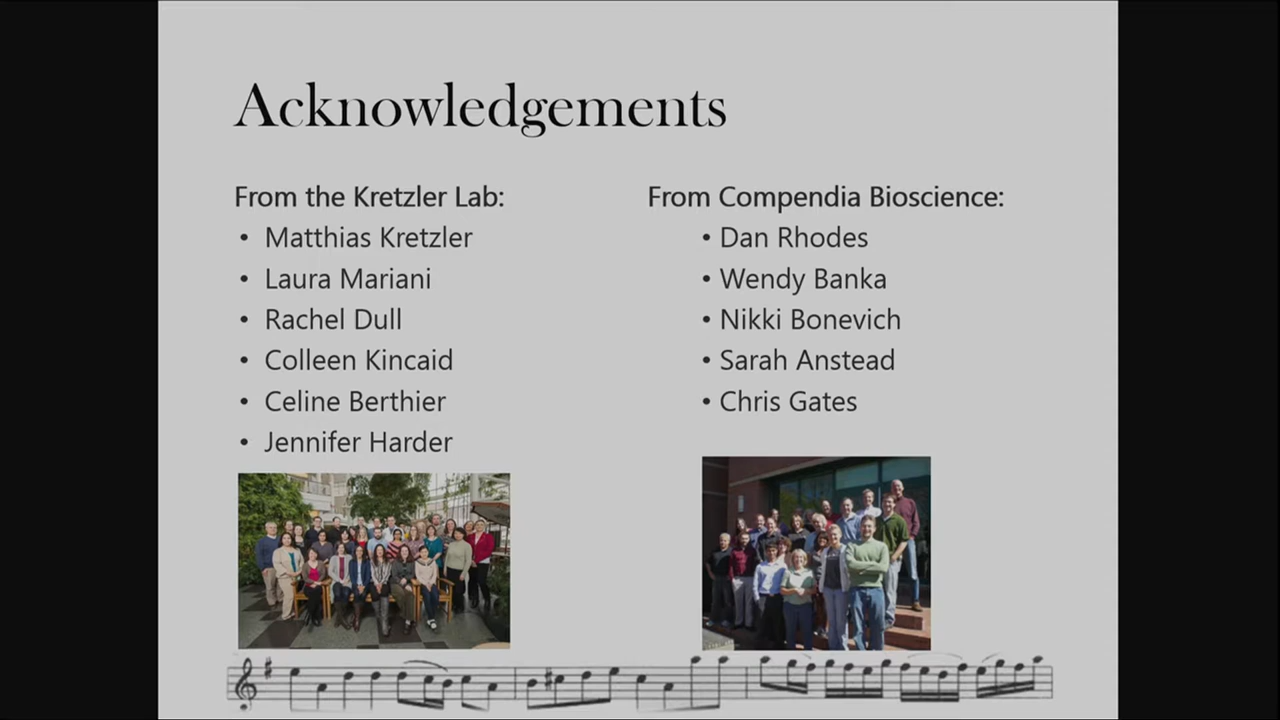 Acknowledgements
From the Kretzler Lab:
• Matthias Kretzler
• Laura Mariani
• Rachel Dull
• Colleen Kincaid
• Celine Berthier
• Jennifer Harder
From Compendia Bioscience:
• Dan Rhodes
• Wendy Banka
• Nikki Bonevich
• Sarah Anstead
• Chris Gates